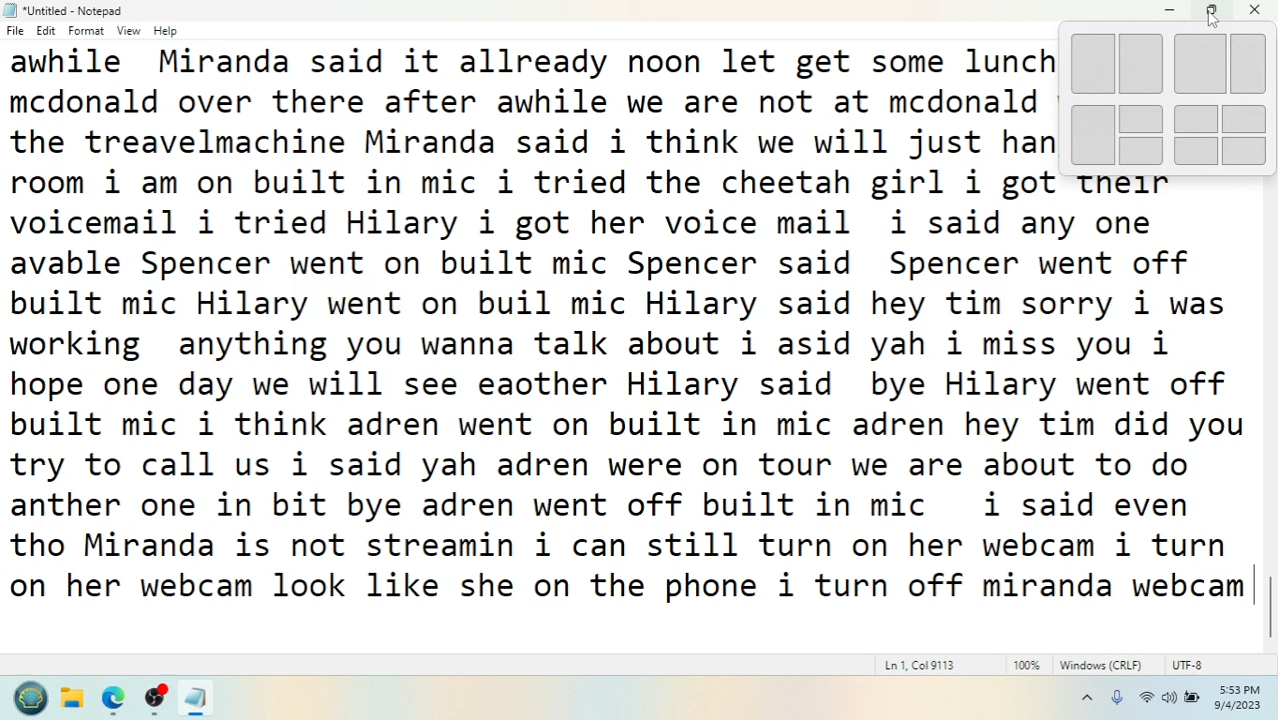 *Untitled - Notepad
File Edit Format View Help
awhile  Miranda said it allready noon let get some lunch
mcdonald over there after awhile we are not at mcdonald
the treavelmachine Miranda said i think we will just han
room i am on built in mic i tried the cheetah girl i got their
voicemail i tried Hilary i got her voice mail  i said any one
avable Spencer went on built mic Spencer said  Spencer went off
built mic Hilary went on buil mic Hilary said hey tim sorry i was
working  anything you wanna talk about i asid yah i miss you i
hope one day we will see eaother Hilary said  bye Hilary went off
built mic i think adren went on built in mic adren hey tim did you
try to call us i said yah adren were on tour we are about to do
anther one in bit bye adren went off built in mic   i said even
tho Miranda is not streamin i can still turn on her webcam i turn
on her webcam look like she on the phone i turn off miranda webcam
Ln 1, Col 9113 100% Windows (CRLF) UTF-8
5:53 PM
9/4/2023